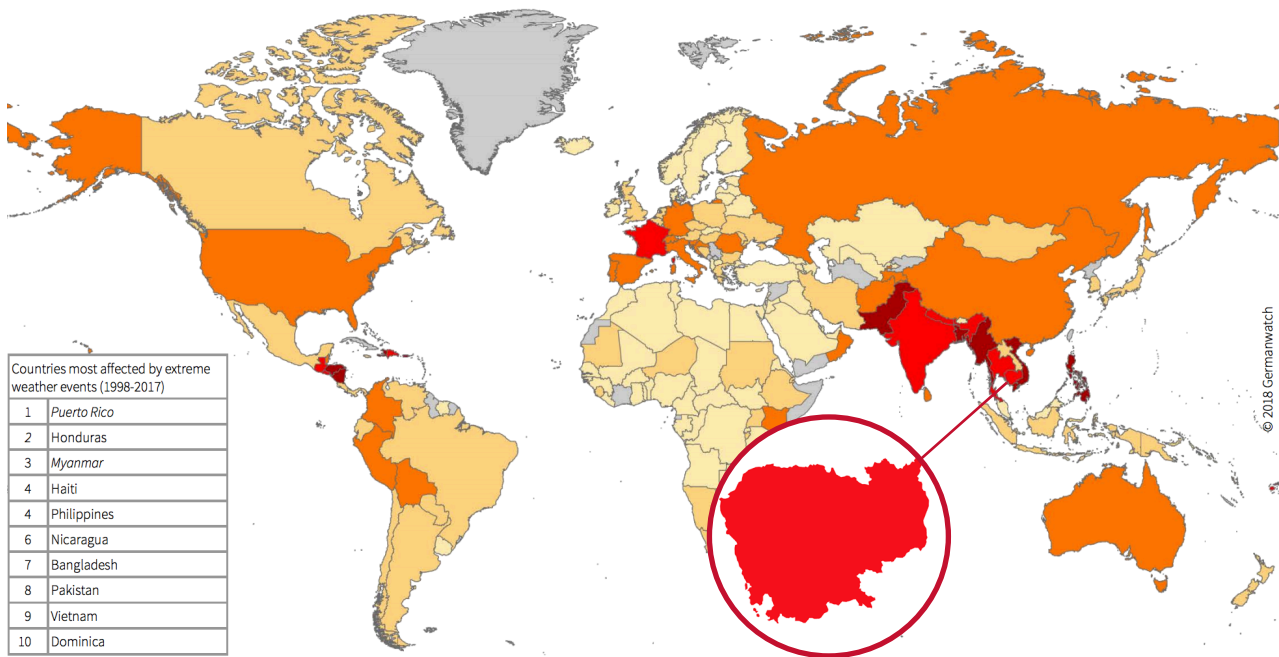 Countries most affected by extreme
weather events (1998-2017)
1 Puerto Rico
2 Honduras
3 Myanmar
4 Haiti
4 Philippines
6 Nicaragua
7 Bangladesh
8 Pakistan
9 Vietnam
10 Dominica
© 2018 Germanwatch